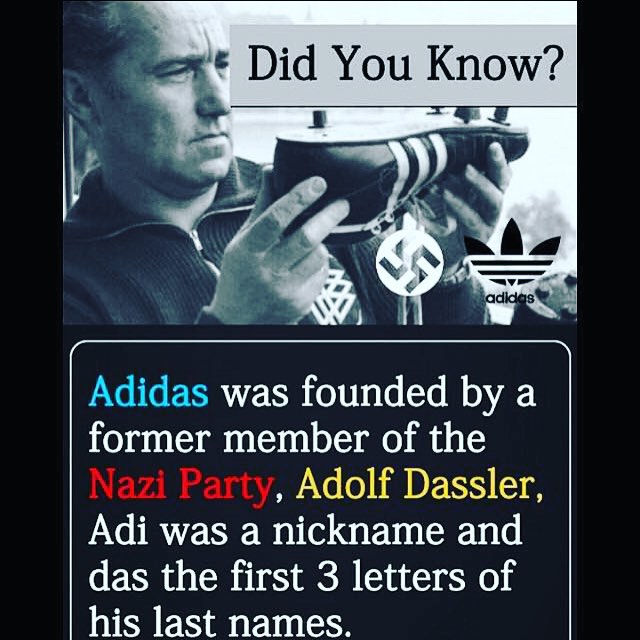 Did You Know?
adidas
Adidas was founded by a
former member of the
Nazi Party, Adolf Dassler,
Adi was a nickname and
das the first 3 letters of
his last names.